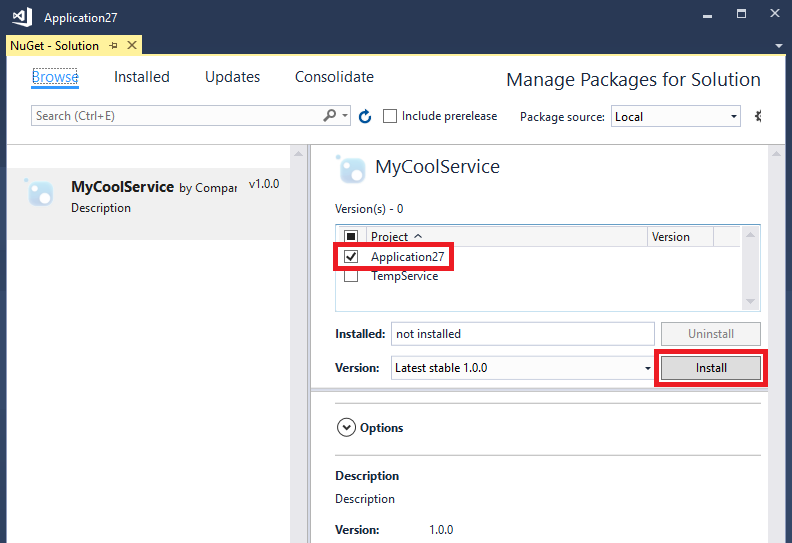 Application27
NuGet - Solution
Browse Installed Updates Consolidate
Manage Packages for Solution
Search (Ctrl+E)
Include prerelease
Package source: Local
MyCoolService by Compar v1.0.0
Description
MyCoolService
Version(s) - 0
Project Version
Application27
TempService
Installed: not installed Uninstall
Version: Latest stable 1.0.0 Install
Options
Description
Description
Version: 1.0.0